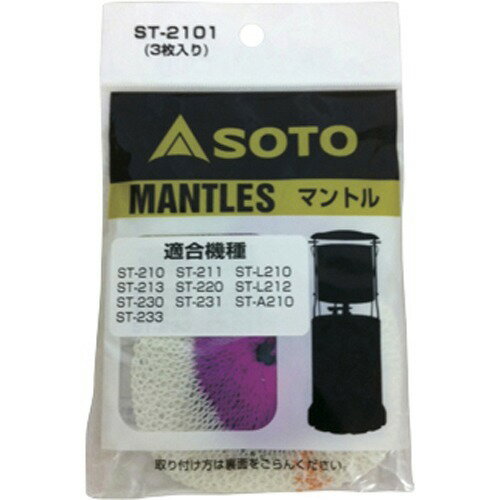 ST-2101
(3枚入り)
SOTO
MANTLES マントル
適合機種
ST-210 ST-211 ST-L210
ST-213 ST-220 ST-L212
ST-230 ST-231 ST-A210
ST-233
取り付け方は裏面をごらんください。